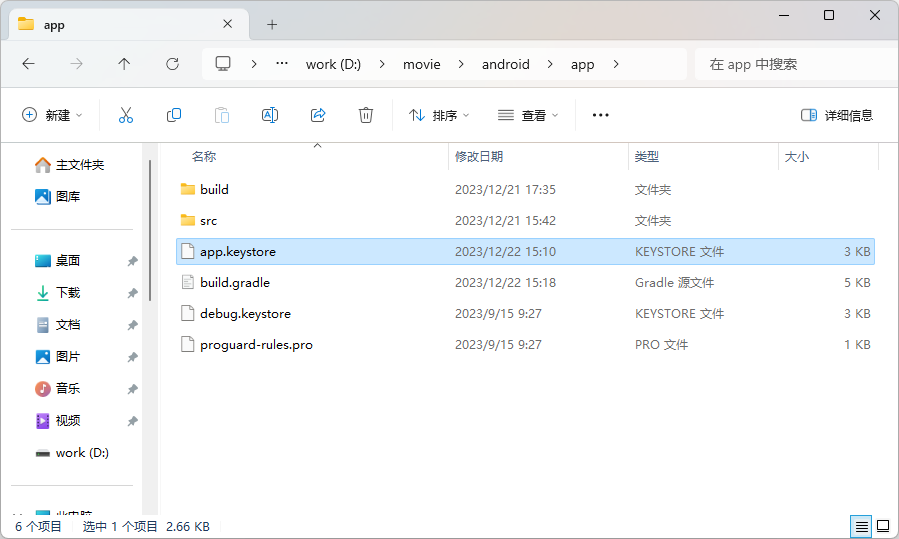 app
work (D:) movie android app 在 app 中搜索
新建 排序 查看 详细信息
名称 修改日期 类型 大小
build 2023/12/21 17:35 文件夹
src 2023/12/21 15:42 文件夹
app.keystore 2023/12/22 15:10 KEYSTORE 文件 3 KB
build.gradle 2023/12/22 15:18 Gradle 源文件 5 KB
debug.keystore 2023/9/15 9:27 KEYSTORE 文件 3 KB
proguard-rules.pro 2023/9/15 9:27 PRO 文件 1 KB
主文件夹
图库
桌面
下载
文档
图片
音乐
视频
work (D:)
此电脑
6 个项目 选中 1 个项目 2.66 KB